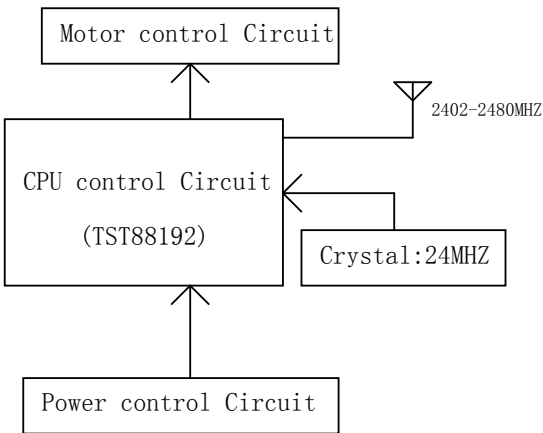 Motor control Circuit
2402-2480MHZ
CPU control Circuit
(TST88192)
Crystal:24MHZ
Power control Circuit